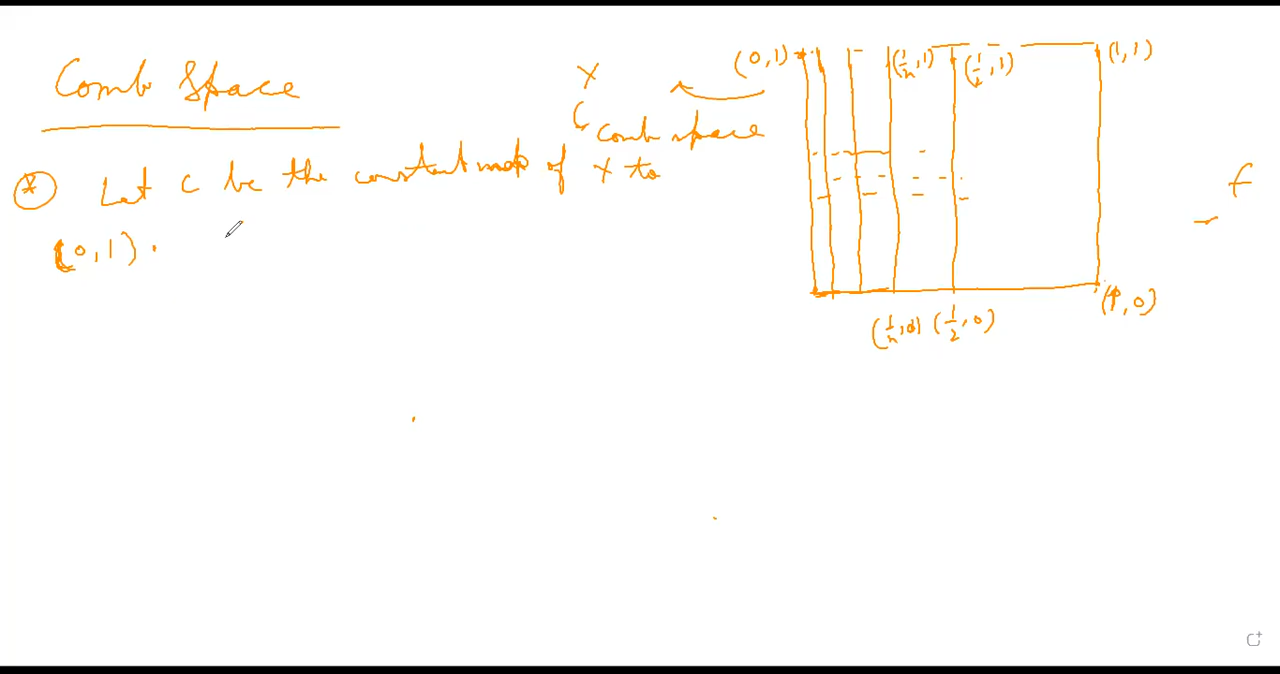 Comb Space
X
comb space
* Let C be the constant map of X to
(0,1).
(0,1)
(1/n, 1)
(1/2, 1)
(1,1)
f
(1/n, 0) (1/2, 0)
(1,0)